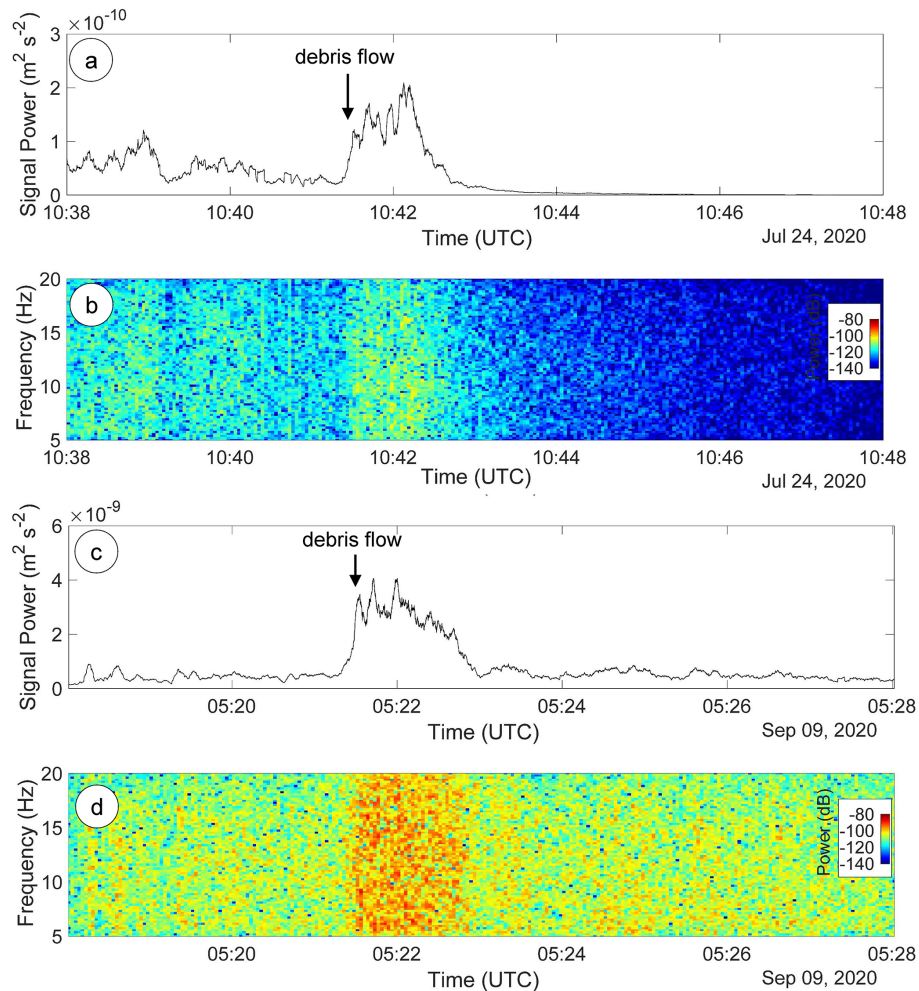 3 ×10⁻¹⁰
a
debris flow
2
1
0
Signal Power (m² s⁻²)
10:38 10:40 10:42 10:44 10:46 10:48
Time (UTC)
Jul 24, 2020
b
20
15
10
5
Frequency (Hz)
-80
-100
-120
-140
10:38 10:40 10:42 10:44 10:46 10:48
Time (UTC)
Jul 24, 2020
6 ×10⁻⁹
c
debris flow
4
2
0
Signal Power (m² s⁻²)
05:20 05:22 05:24 05:26 05:28
Time (UTC)
Sep 09, 2020
d
20
15
10
5
Frequency (Hz)
Power (dB)
-80
-100
-120
-140
05:20 05:22 05:24 05:26 05:28
Time (UTC)
Sep 09, 2020